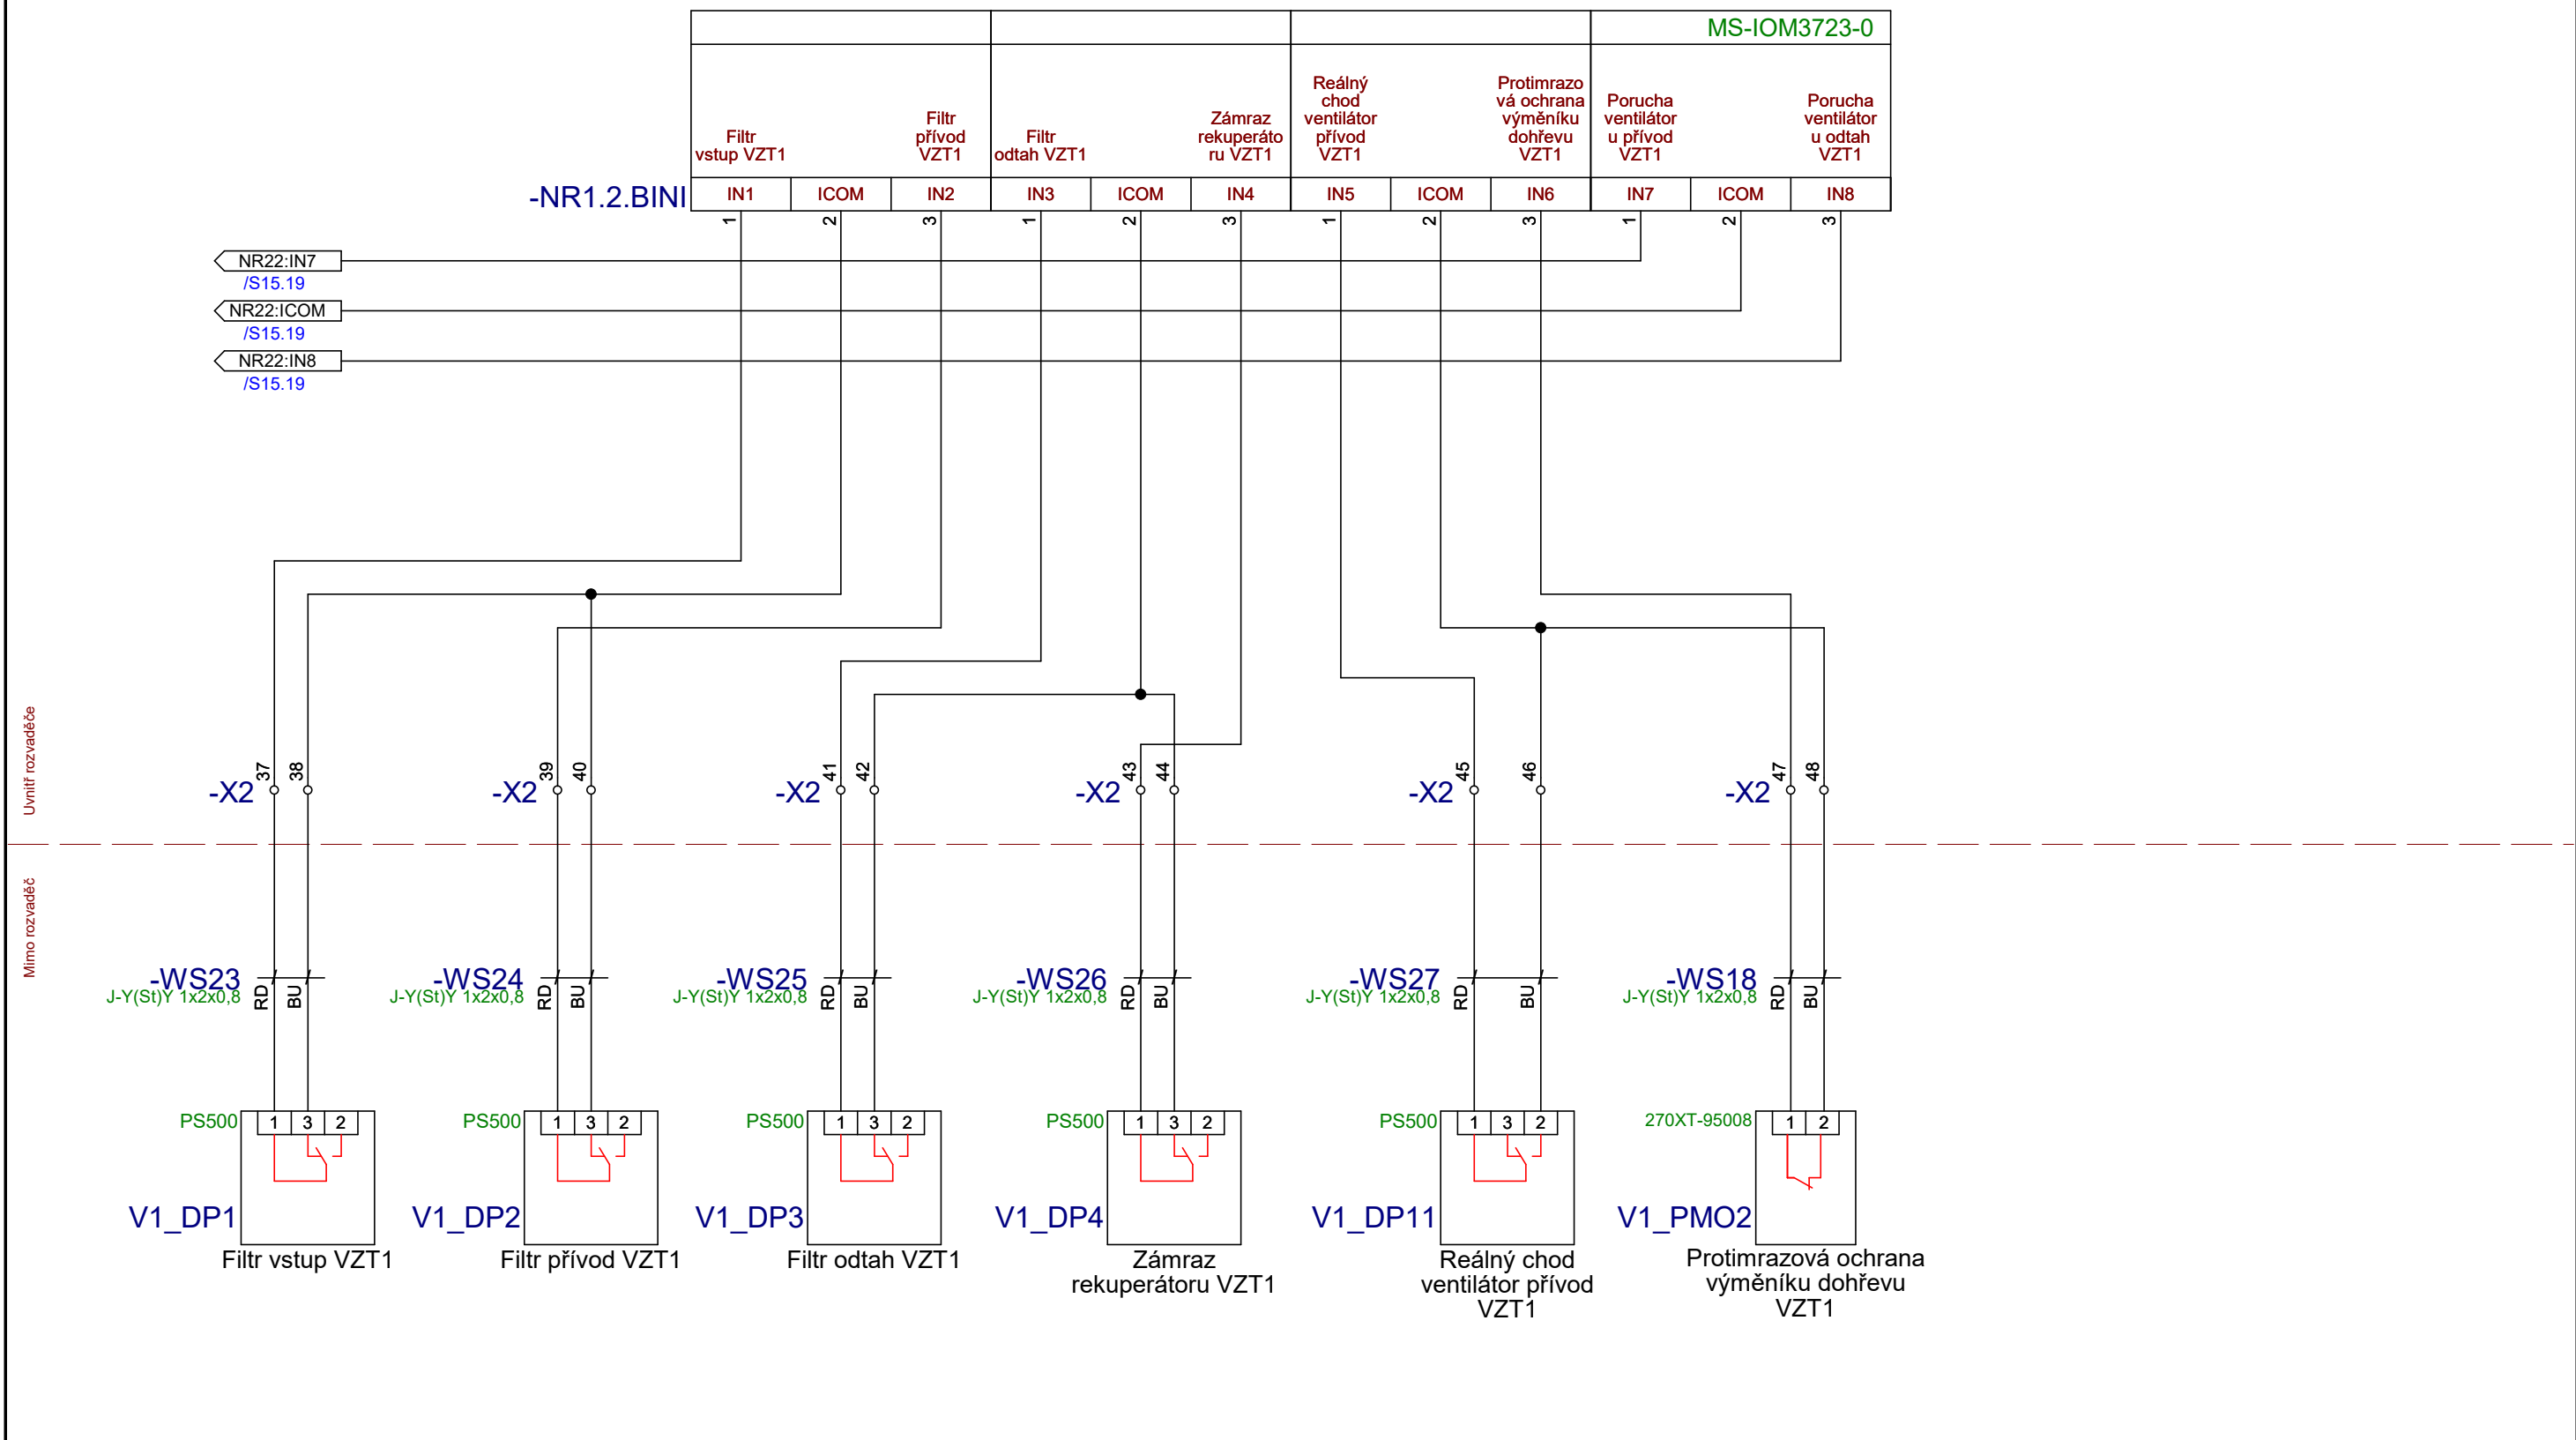 MS-IOM3723-0
Filtr
vstup VZT1
Filtr
přívod
VZT1
Filtr
odtah VZT1
Zámraz
rekuperáto
ru VZT1
Reálný
chod
ventilátor
přívod
VZT1
Protimrazo
vá ochrana
výměníku
dohřevu
VZT1
Porucha
ventilátor
u přívod
VZT1
Porucha
ventilátor
u odtah
VZT1
-NR1.2.BINI
IN1 ICOM IN2 IN3 ICOM IN4 IN5 ICOM IN6 IN7 ICOM IN8
1 2 3 1 2 3 1 2 3 1 2 3
NR22:IN7
/S15.19
NR22:ICOM
/S15.19
NR22:IN8
/S15.19
Uvnitř rozvaděče
-X2 37 38
-X2 39 40
-X2 41 42
-X2 43 44
-X2 45 46
-X2 47 48
Mimo rozvaděč
-WS23
J-Y(St)Y 1x2x0,8
RD BU
-WS24
J-Y(St)Y 1x2x0,8
RD BU
-WS25
J-Y(St)Y 1x2x0,8
RD BU
-WS26
J-Y(St)Y 1x2x0,8
RD BU
-WS27
J-Y(St)Y 1x2x0,8
RD BU
-WS18
J-Y(St)Y 1x2x0,8
RD BU
PS500 1 3 2
V1_DP1
Filtr vstup VZT1
PS500 1 3 2
V1_DP2
Filtr přívod VZT1
PS500 1 3 2
V1_DP3
Filtr odtah VZT1
PS500 1 3 2
V1_DP4
Zámraz
rekuperátoru VZT1
PS500 1 3 2
V1_DP11
Reálný chod
ventilátor přívod
VZT1
270XT-95008 1 2
V1_PMO2
Protimrazová ochrana
výměníku dohřevu
VZT1